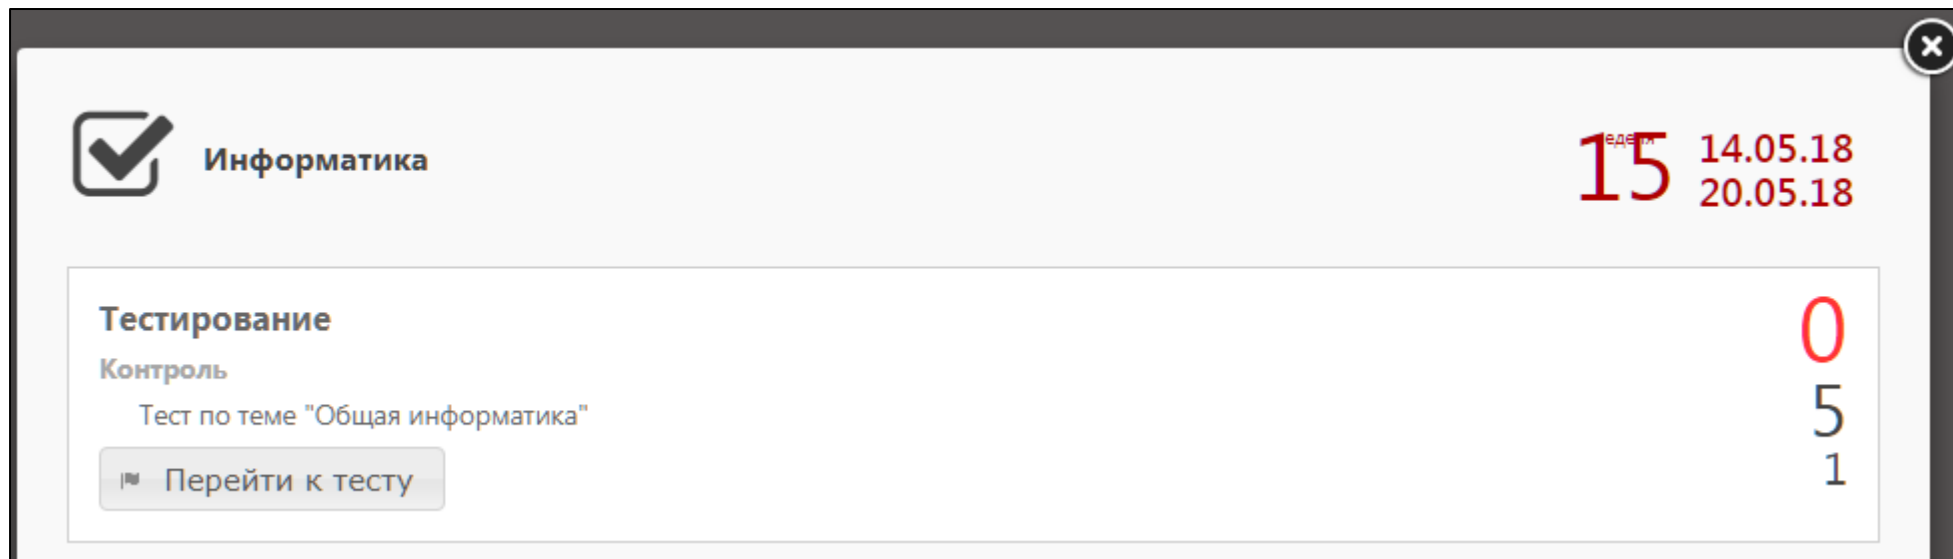 Информатика
15
14.05.18
20.05.18
Тестирование
0
Контроль
5
Тест по теме "Общая информатика"
1
Перейти к тесту